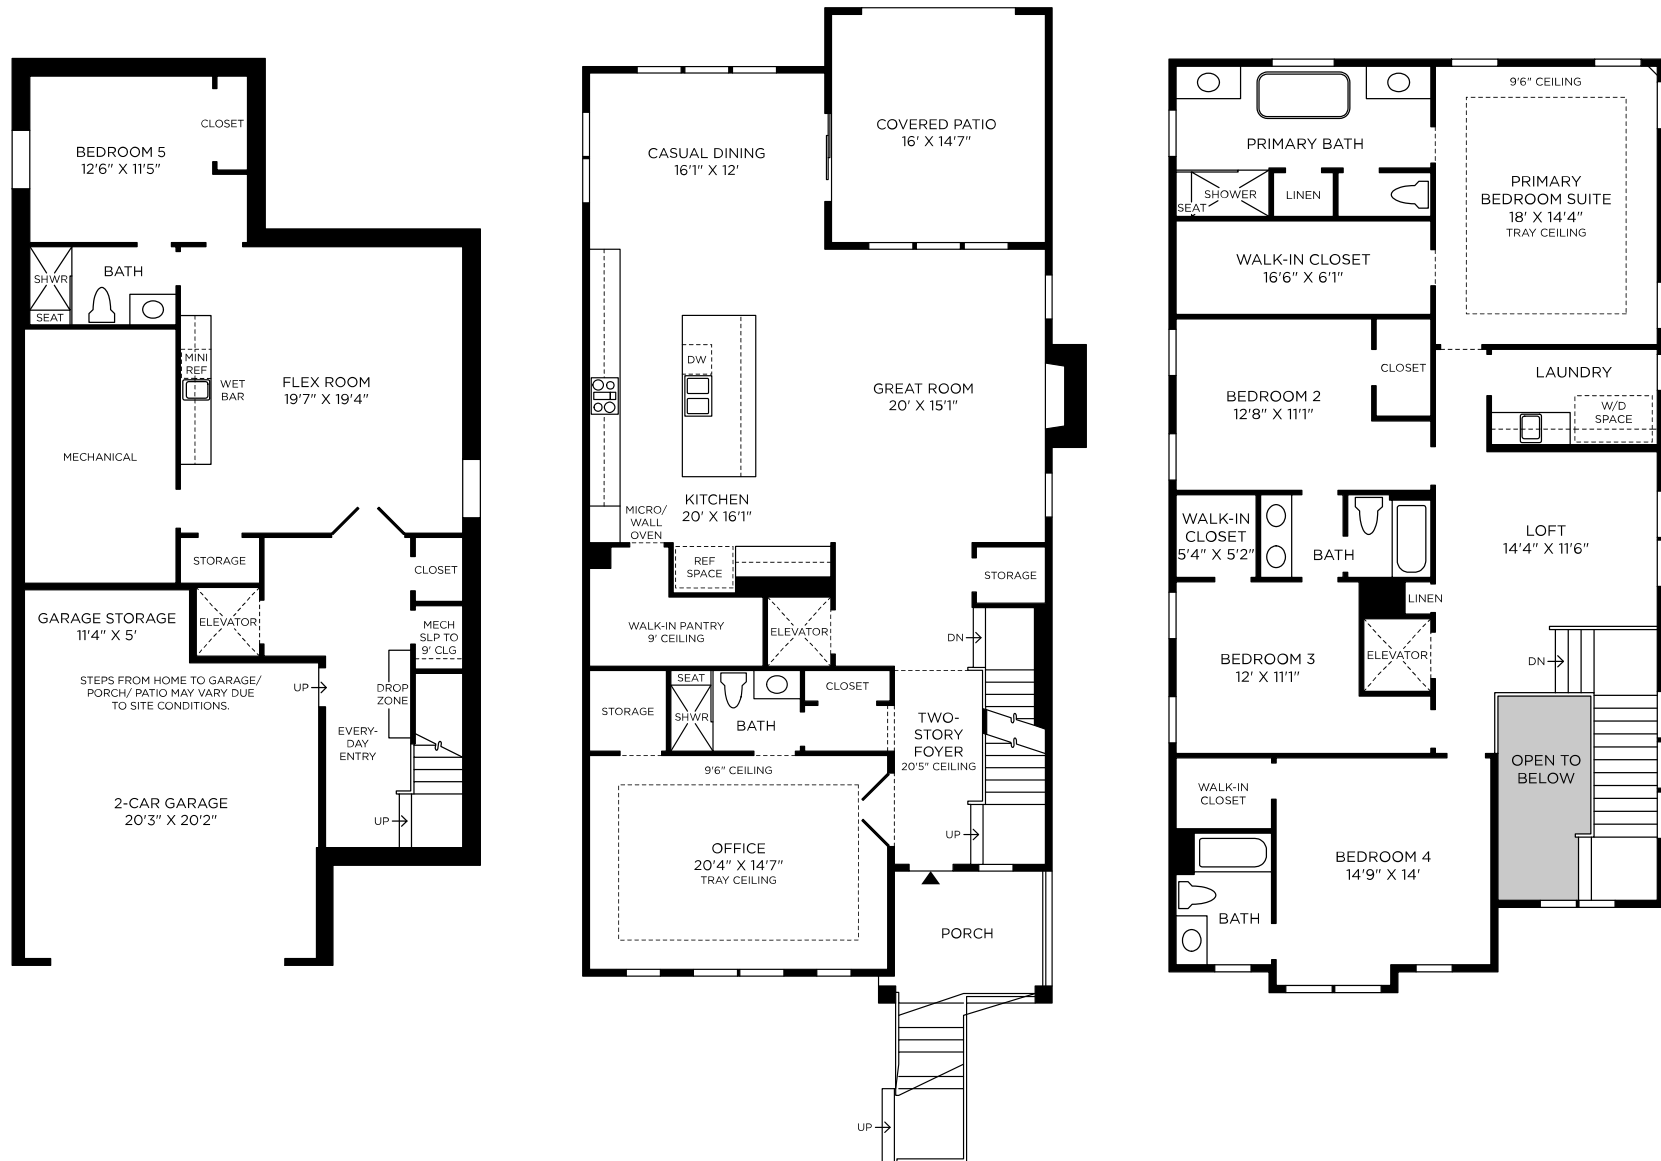 CLOSET
BEDROOM 5
12'6" X 11'5"
BATH
SHWR
SEAT
MINI
REF
WET
BAR
FLEX ROOM
19'7" X 19'4"
MECHANICAL
STORAGE
CLOSET
GARAGE STORAGE
11'4" X 5'
ELEVATOR
MECH
SLP TO
9' CLG
STEPS FROM HOME TO GARAGE/
PORCH/ PATIO MAY VARY DUE
TO SITE CONDITIONS.
UP
DROP
ZONE
EVERY-
DAY
ENTRY
2-CAR GARAGE
20'3" X 20'2"
UP
COVERED PATIO
16' X 14'7"
CASUAL DINING
16'1" X 12'
DW
GREAT ROOM
20' X 15'1"
KITCHEN
20' X 16'1"
MICRO/
WALL
OVEN
REF
SPACE
STORAGE
WALK-IN PANTRY
9' CEILING
ELEVATOR
DN
SEAT
CLOSET
STORAGE
SHWR
BATH
TWO-
STORY
FOYER
20'5" CEILING
9'6" CEILING
OFFICE
20'4" X 14'7"
TRAY CEILING
UP
PORCH
UP
9'6" CEILING
PRIMARY BATH
PRIMARY
BEDROOM SUITE
18' X 14'4"
TRAY CEILING
SHOWER
SEAT
LINEN
WALK-IN CLOSET
16'6" X 6'1"
CLOSET
LAUNDRY
BEDROOM 2
12'8" X 11'1"
W/D
SPACE
WALK-IN
CLOSET
5'4" X 5'2"
BATH
LOFT
14'4" X 11'6"
LINEN
ELEVATOR
BEDROOM 3
12' X 11'1"
DN
OPEN TO
BELOW
WALK-IN
CLOSET
BEDROOM 4
14'9" X 14'
BATH